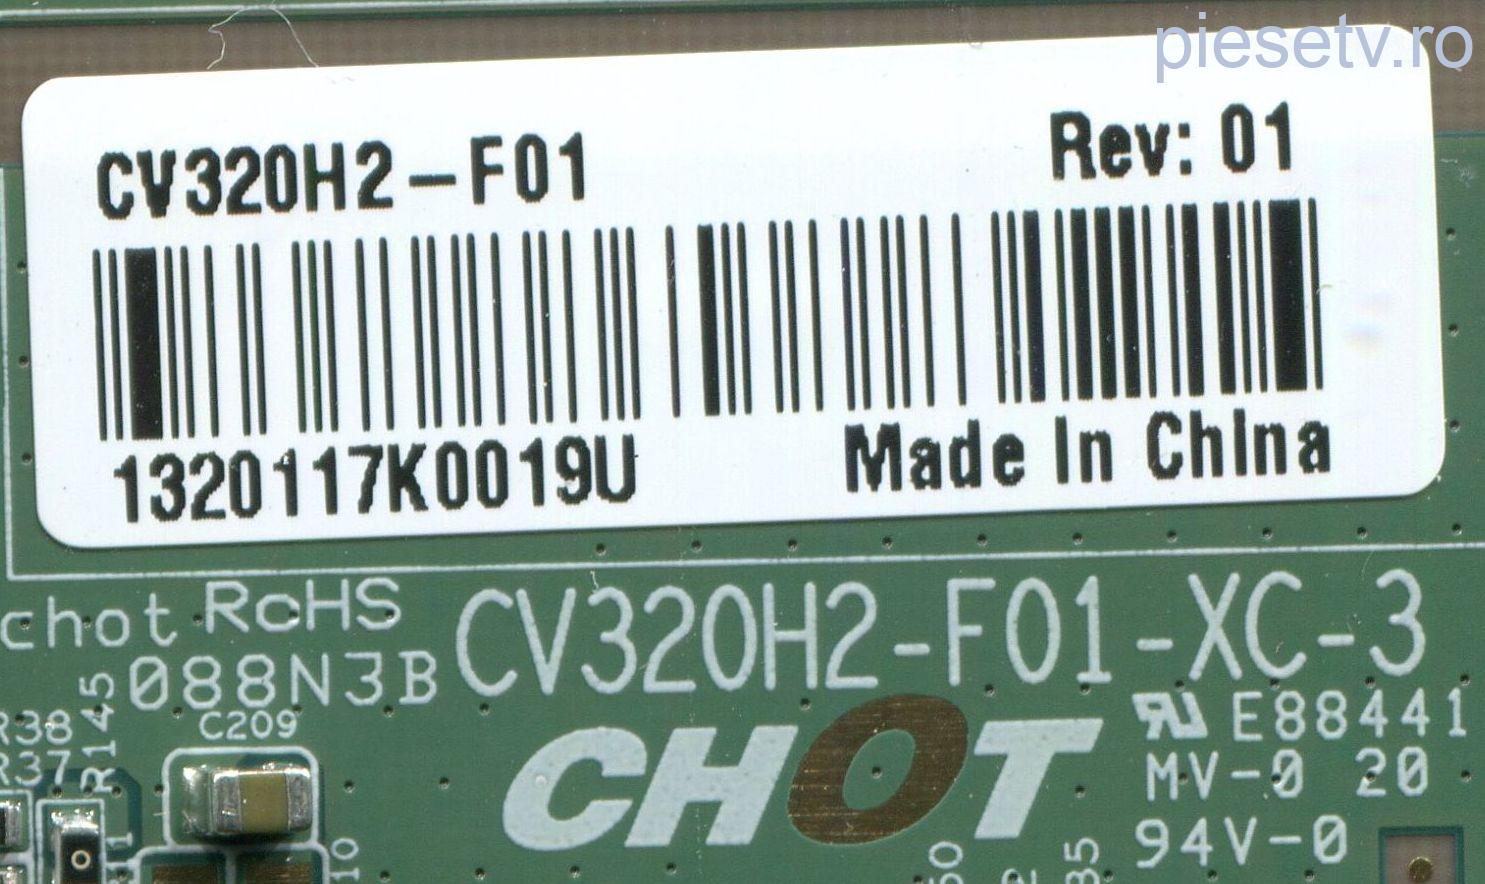 piesetv.ro
CV320H2-F01 Rev: 01
1320117K0019U Made In China
chot RoHS CV320H2-F01-XC-3
088N3B
R145
R38 C209
R37
CHOT
E88441
MV-0 20
94V-0